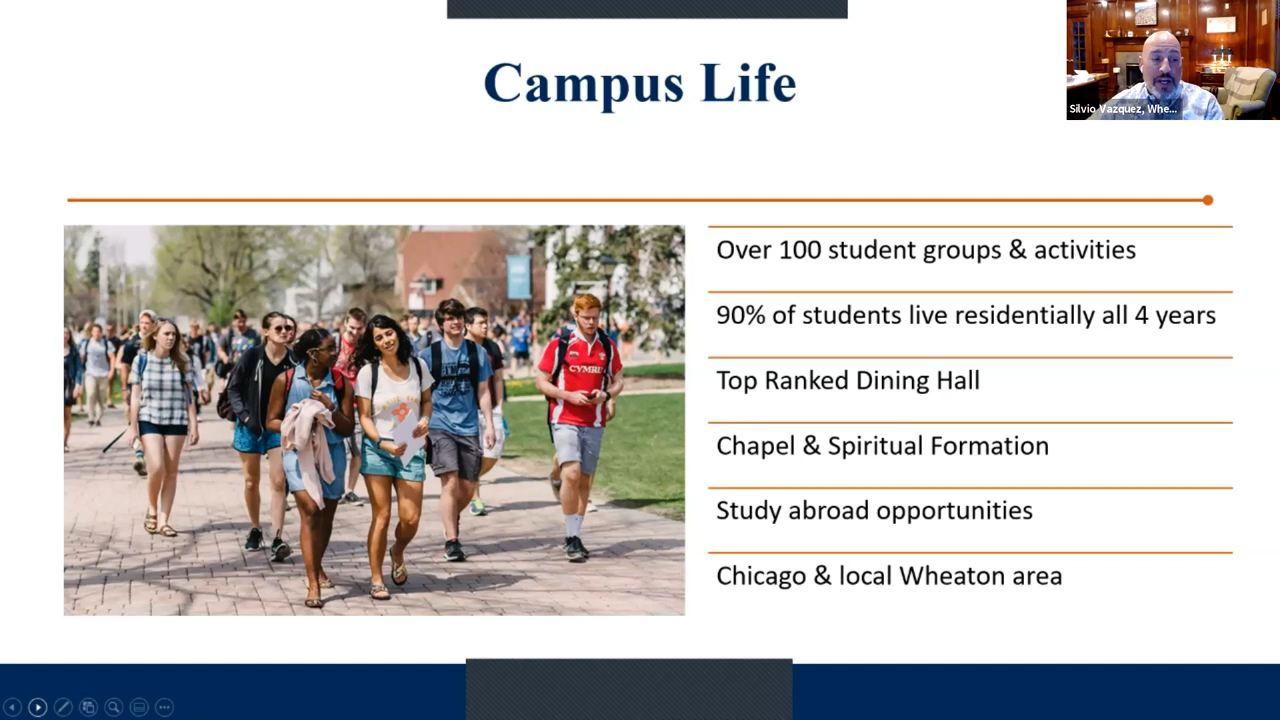 Campus Life
Silvio Vazquez, Whe...
Over 100 student groups & activities
90% of students live residentially all 4 years
Top Ranked Dining Hall
Chapel & Spiritual Formation
Study abroad opportunities
Chicago & local Wheaton area
CYMRU